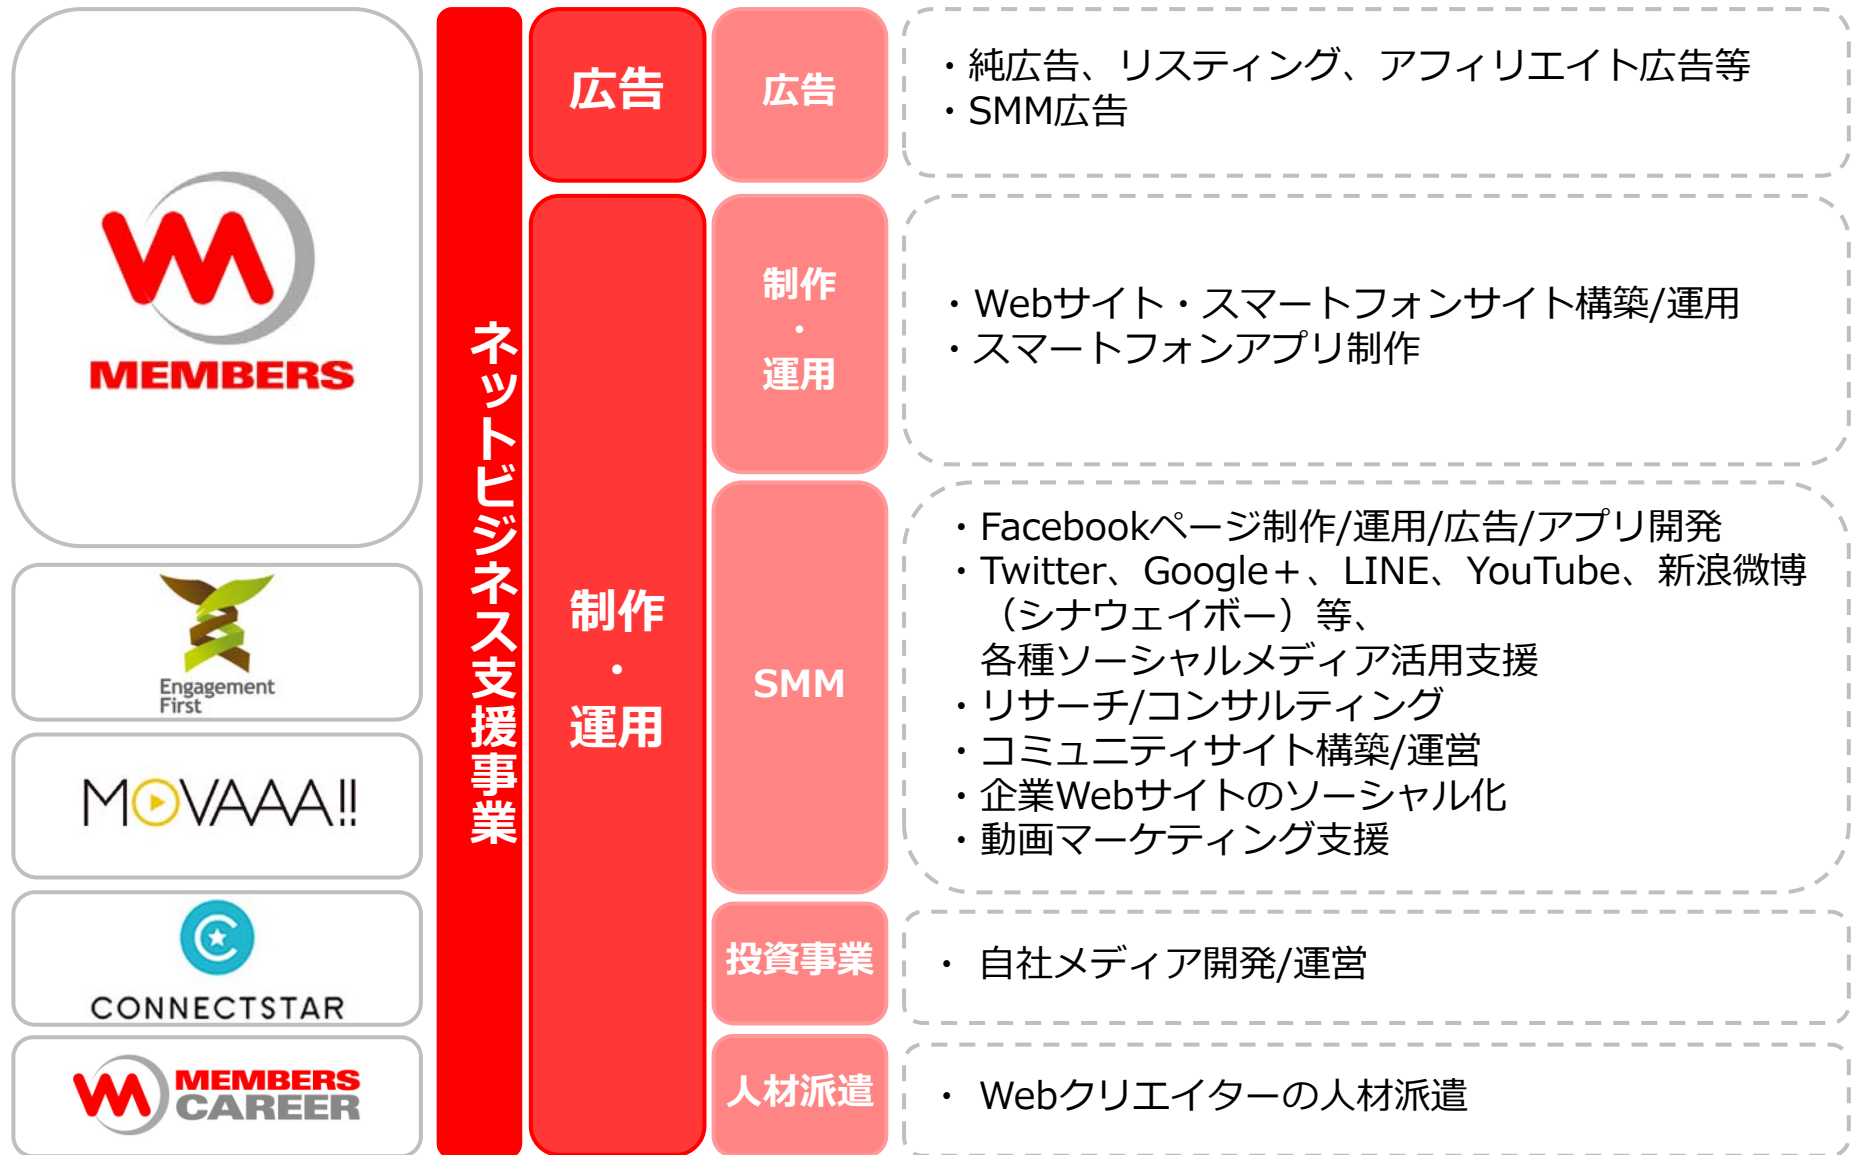 MEMBERS
Engagement
First
MOVAAA!!
CONNECTSTAR
MEMBERS
CAREER
ネットビジネス支援事業
広告
制作
・
運用
広告
制作
・
運用
SMM
投資事業
人材派遣
・純広告、リスティング、アフィリエイト広告等
・SMM広告
・Webサイト・スマートフォンサイト構築/運用
・スマートフォンアプリ制作
・Facebookページ制作/運用/広告/アプリ開発
・Twitter、Google＋、LINE、YouTube、新浪微博
（シナウェイボー）等、
各種ソーシャルメディア活用支援
・リサーチ/コンサルティング
・コミュニティサイト構築/運営
・企業Webサイトのソーシャル化
・動画マーケティング支援
・ 自社メディア開発/運営
・ Webクリエイターの人材派遣